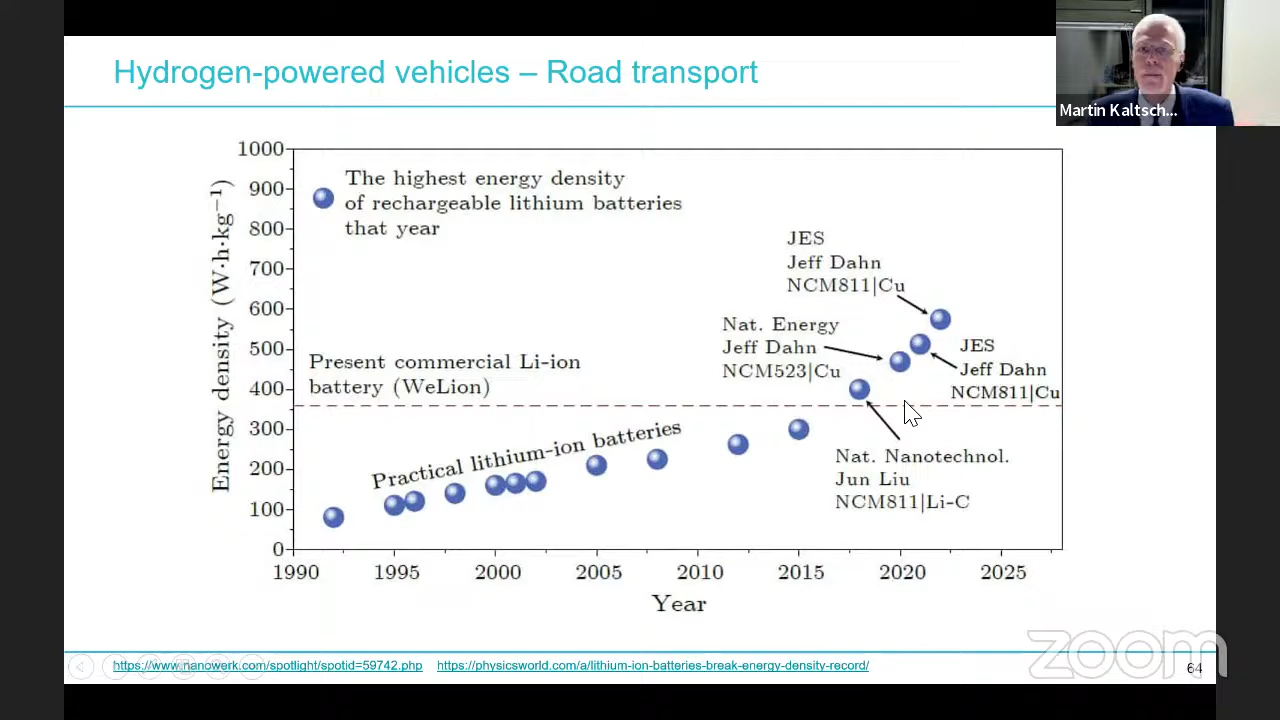 Hydrogen-powered vehicles – Road transport
Martin Kaltsch...
1000
900
800
700
600
500
400
300
200
100
0
Energy density (W·h·kg⁻¹)
The highest energy density
of rechargeable lithium batteries
that year
JES
Jeff Dahn
NCM811|Cu
Nat. Energy
Jeff Dahn
NCM523|Cu
JES
Jeff Dahn
NCM811|Cu
Present commercial Li-ion
battery (WeLion)
Practical lithium-ion batteries
Nat. Nanotechnol.
Jun Liu
NCM811|Li-C
1990 1995 2000 2005 2010 2015 2020 2025
Year
zoom
https://www.nanowerk.com/spotlight/spotid=59742.php https://physicsworld.com/a/lithium-ion-batteries-break-energy-density-record/
64